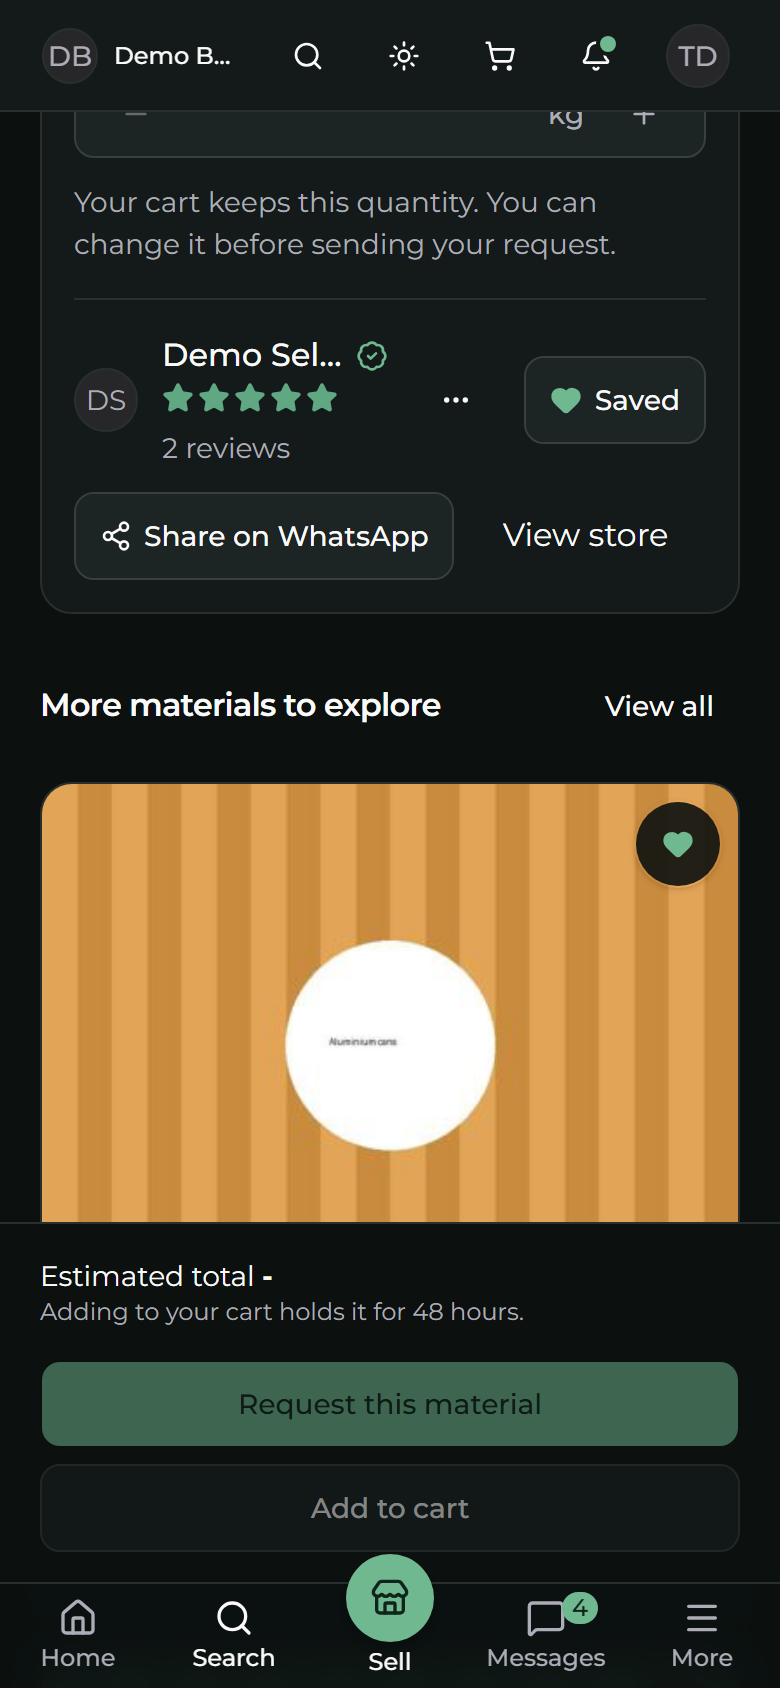 DB Demo B... TD
kg
Your cart keeps this quantity. You can
change it before sending your request.
Demo Sel...
DS
2 reviews
Saved
Share on WhatsApp
View store
More materials to explore
View all
Aluminium cans
Estimated total -
Adding to your cart holds it for 48 hours.
Request this material
Add to cart
4
Home Search Sell Messages More